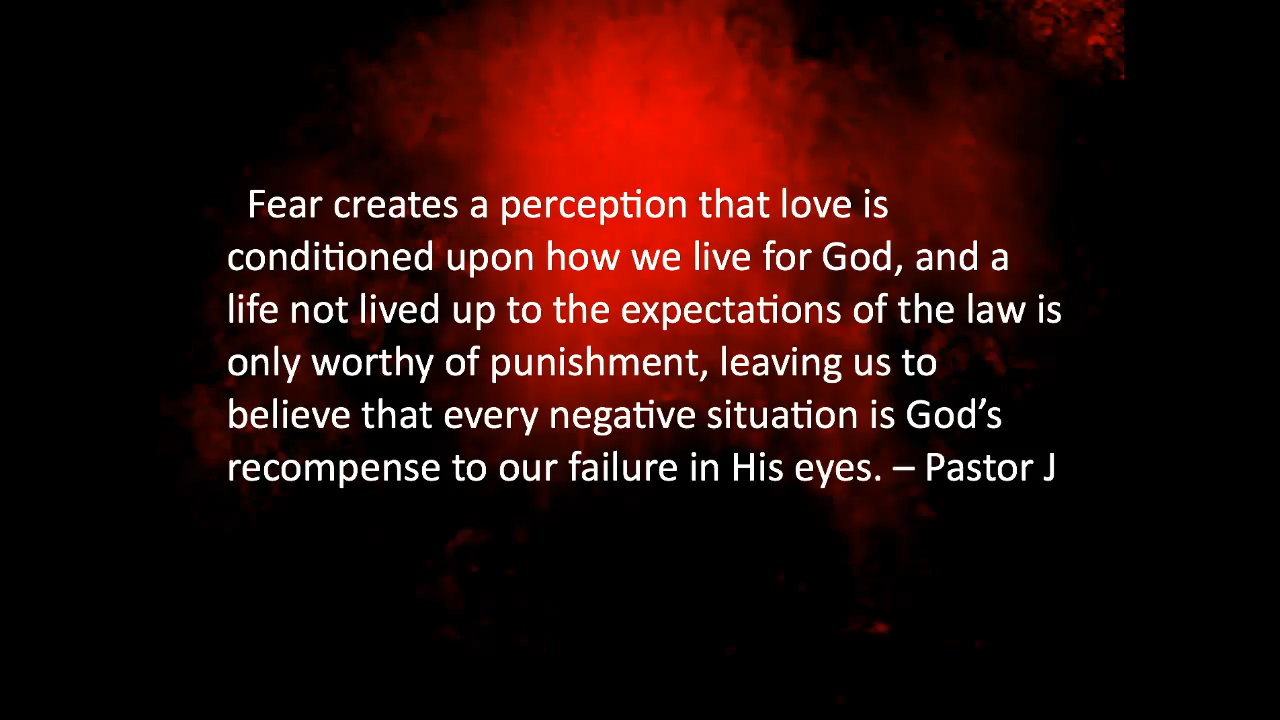 Fear creates a perception that love is
conditioned upon how we live for God, and a
life not lived up to the expectations of the law is
only worthy of punishment, leaving us to
believe that every negative situation is God’s
recompense to our failure in His eyes. – Pastor J